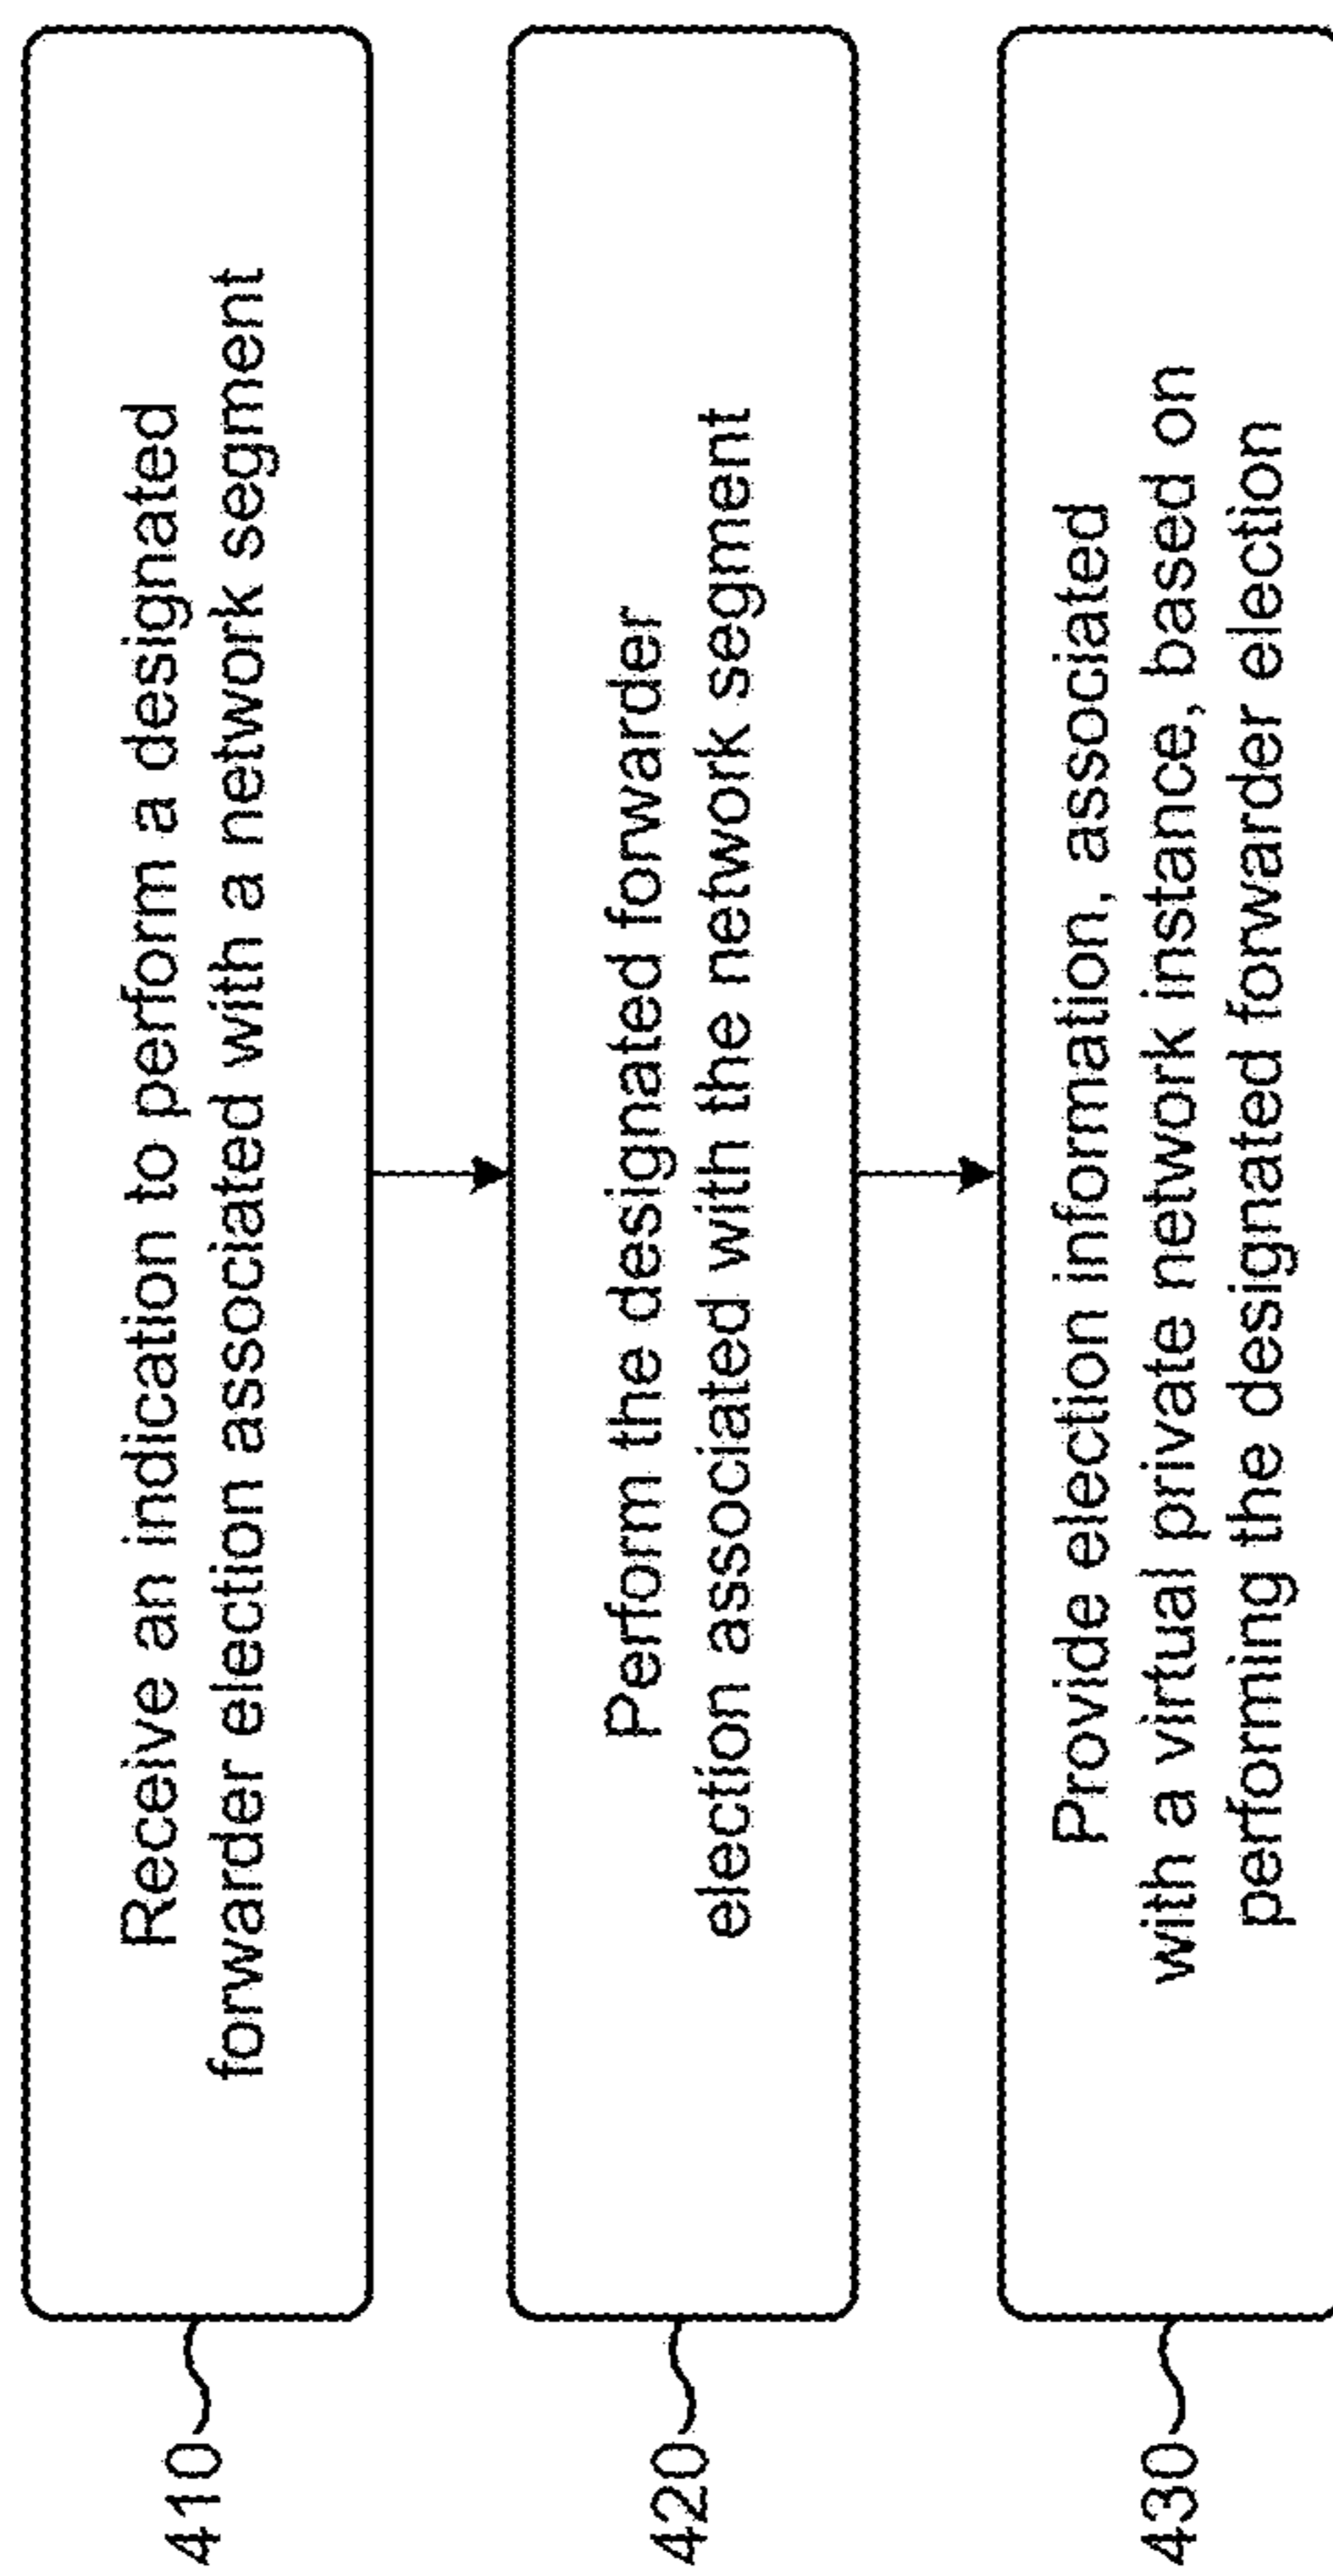 410
Receive an indication to perform a designated
forwarder election associated with a network segment
420
Perform the designated forwarder
election associated with the network segment
430
Provide election information, associated
with a virtual private network instance, based on
performing the designated forwarder election